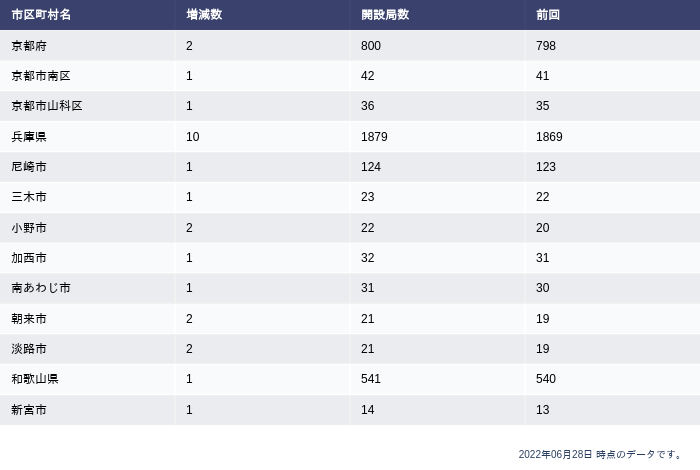 市区町村名 増減数 開設局数 前回
京都府 2 800 798
京都市南区 1 42 41
京都市山科区 1 36 35
兵庫県 10 1879 1869
尼崎市 1 124 123
三木市 1 23 22
小野市 2 22 20
加西市 1 32 31
南あわじ市 1 31 30
朝来市 2 21 19
淡路市 2 21 19
和歌山県 1 541 540
新宮市 1 14 13
2022年06月28日 時点のデータです。